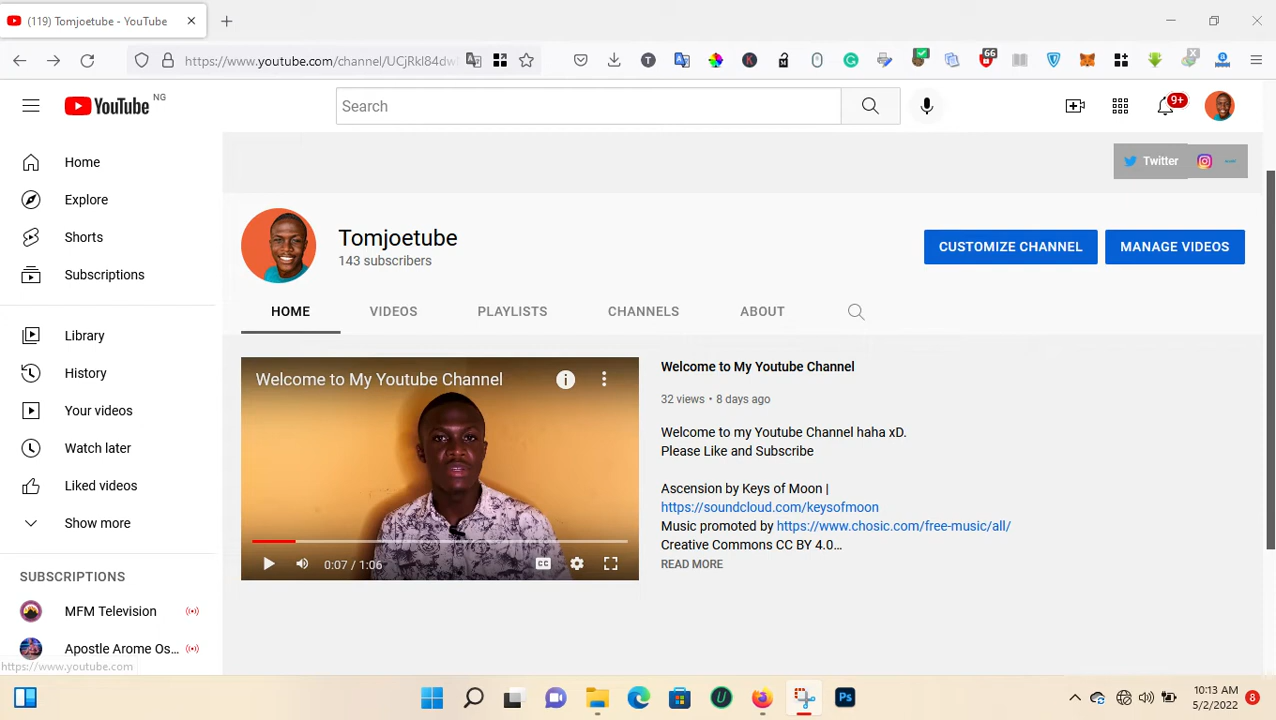 (119) Tomjoetube - YouTube
https://www.youtube.com/channel/UCjRkf84dwl
66
X
YouTube NG
Search
9+
Twitter
Tomjoetube
143 subscribers
CUSTOMIZE CHANNEL
MANAGE VIDEOS
HOME
VIDEOS
PLAYLISTS
CHANNELS
ABOUT
Home
Explore
Shorts
Subscriptions
Library
History
Your videos
Watch later
Liked videos
Show more
SUBSCRIPTIONS
MFM Television
Apostle Arome Os...
https://www.youtube.com
Welcome to My Youtube Channel
0:07 / 1:06
CC
Welcome to My Youtube Channel
32 views • 8 days ago
Welcome to my Youtube Channel haha xD.
Please Like and Subscribe
Ascension by Keys of Moon |
https://soundcloud.com/keysofmoon
Music promoted by https://www.chosic.com/free-music/all/
Creative Commons CC BY 4.0...
READ MORE
Ps
10:13 AM
5/2/2022
8